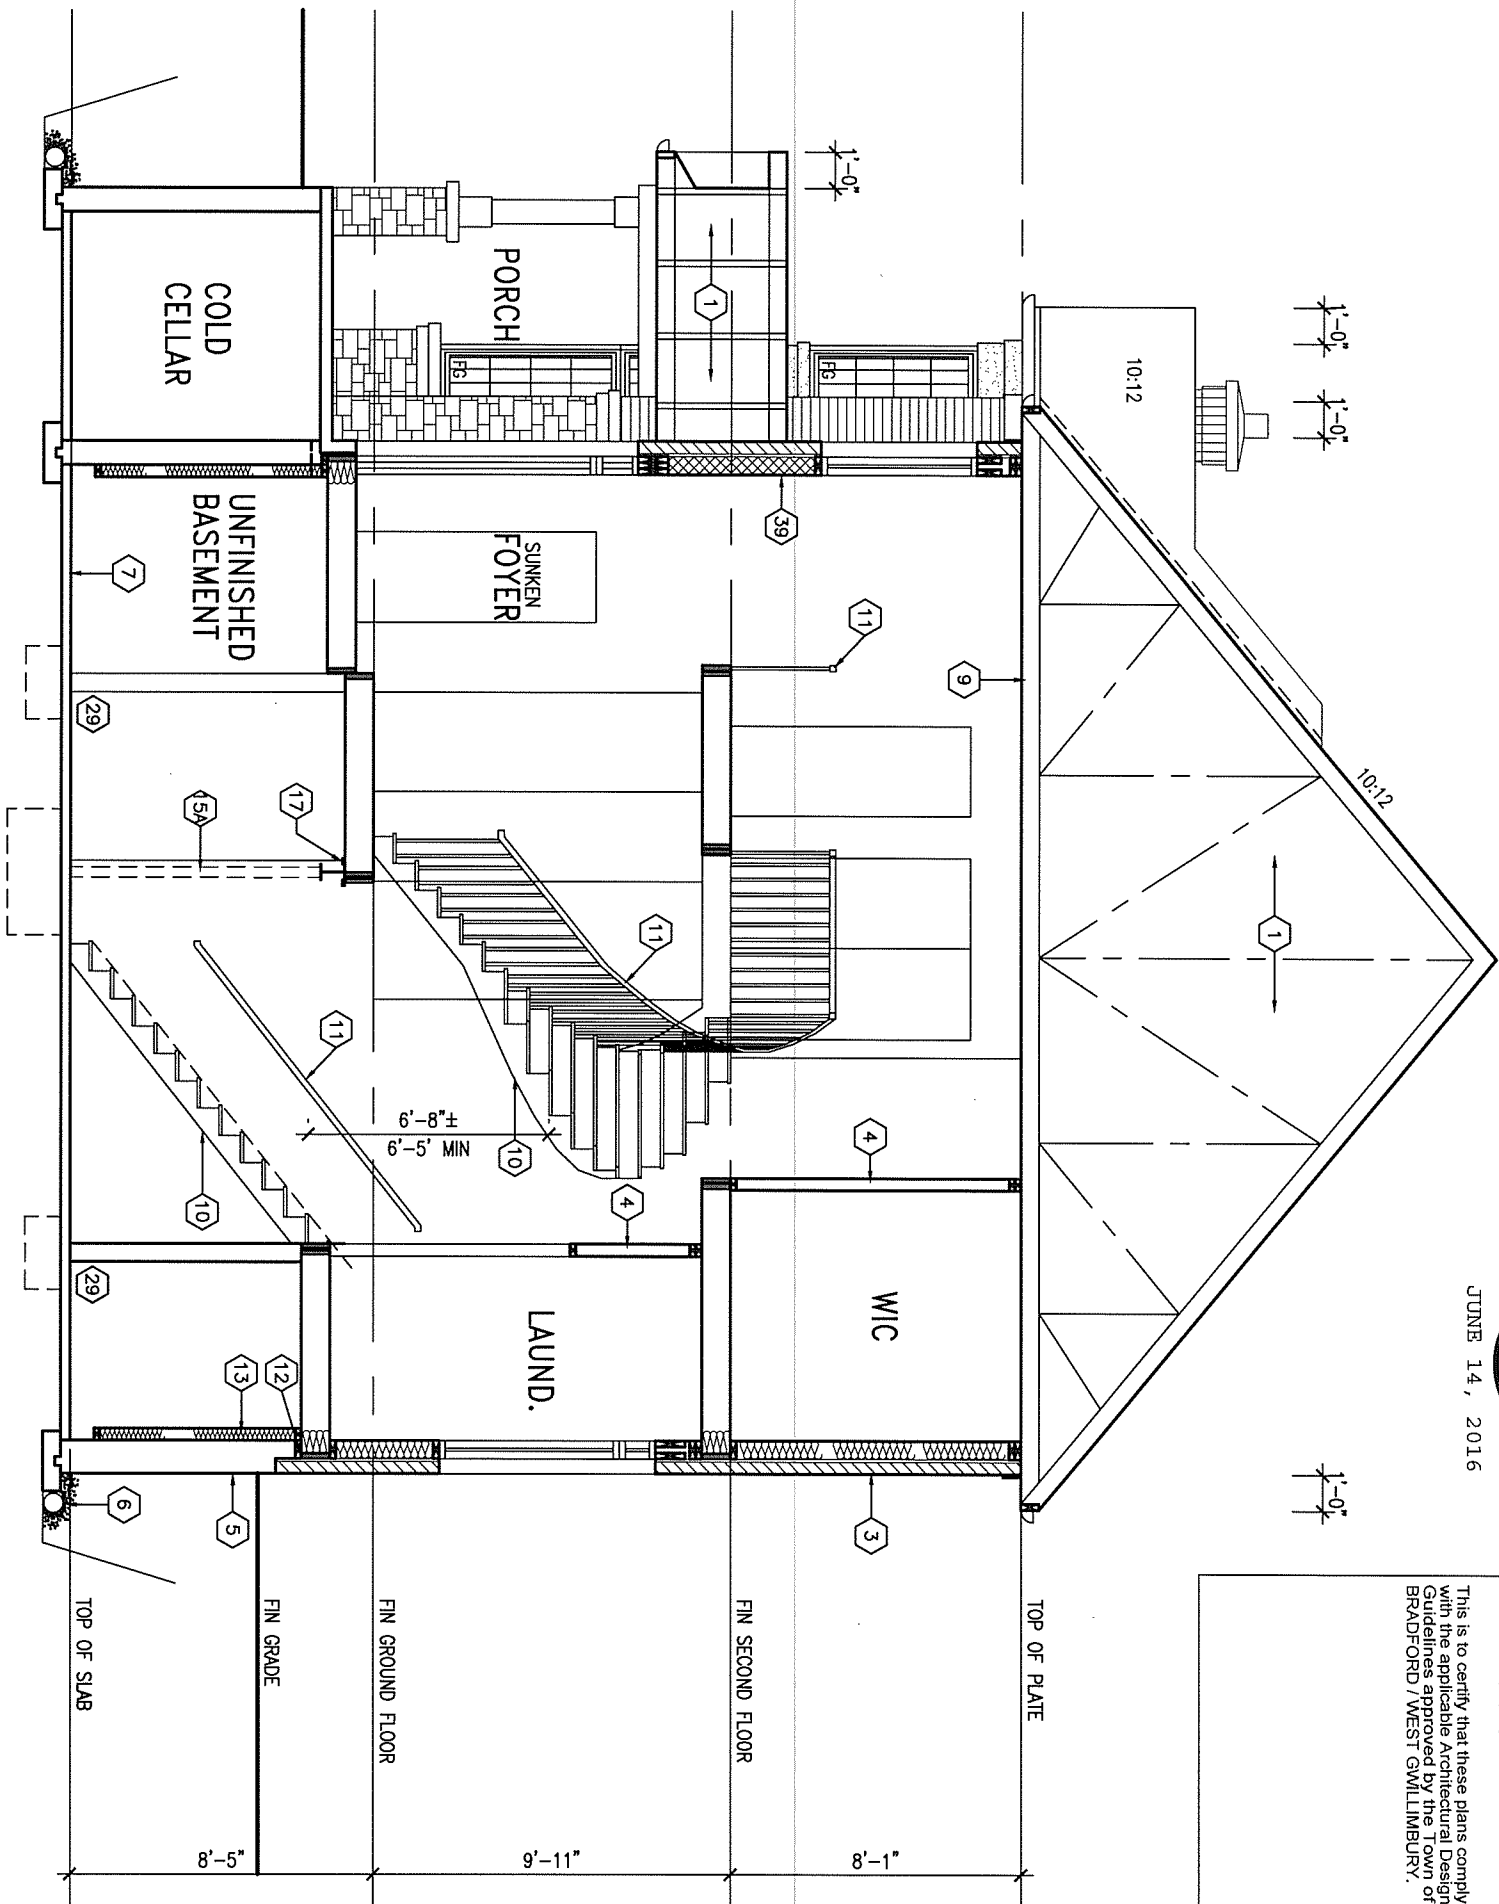 JUNE 14, 2016
This is to certify that these plans comply
with the applicable Architectural Design
Guidelines approved by the Town of
BRADFORD / WEST GWILLIMBURY.
1'-0"
1'-0"
1'-0"
10:12
10:12
1
1'-0"
TOP OF PLATE
9
11
4
WIC
3
8'-1"
FG
39
1
FIN SECOND FLOOR
PORCH
FG
SUNKEN
FOYER
11
10
4
LAUND.
6'-8"±
6'-5' MIN
9'-11"
FIN GROUND FLOOR
COLD
CELLAR
UNFINISHED
BASEMENT
17
15A
11
12
13
10
FIN GRADE
5
8'-5"
7
29
29
6
TOP OF SLAB